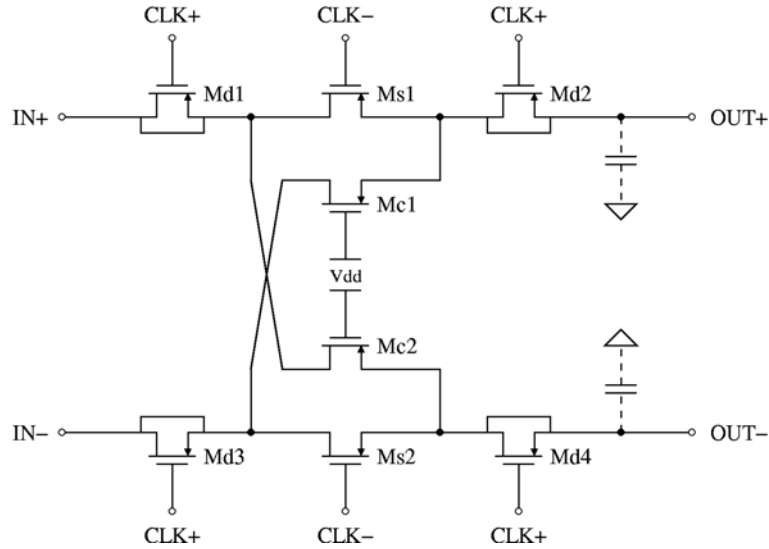 CLK+ CLK− CLK+
Md1 Ms1 Md2
IN+ OUT+
Mc1
Vdd
Mc2
IN− OUT−
Md3 Ms2 Md4
CLK+ CLK− CLK+